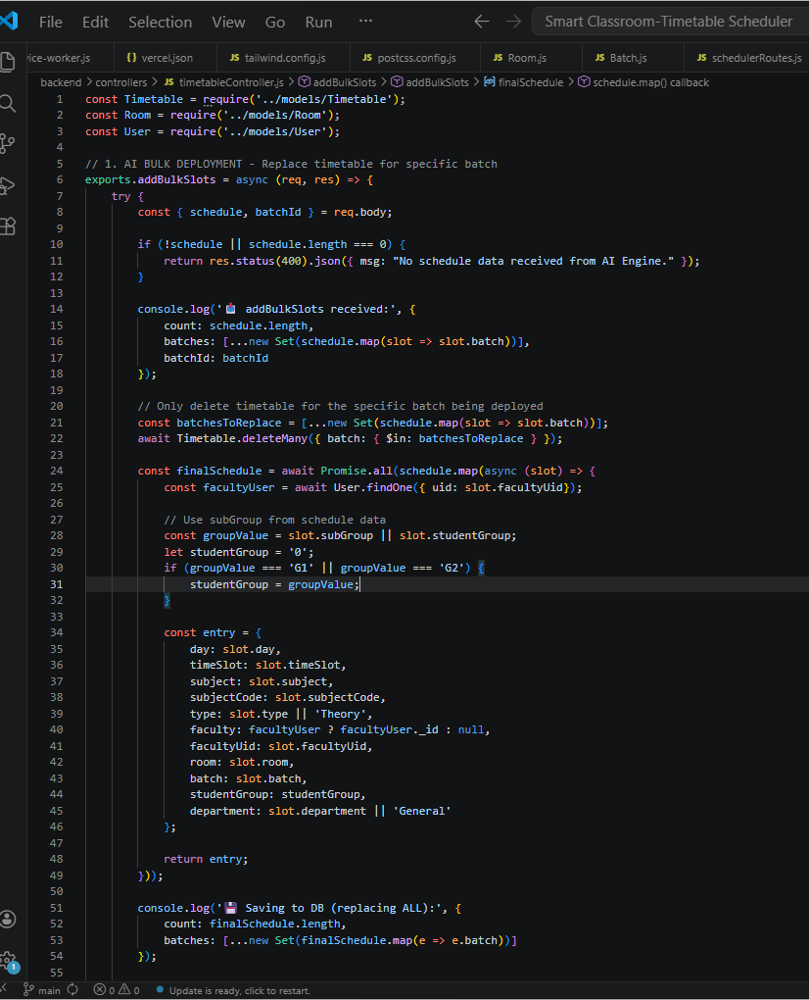 File Edit Selection View Go Run ··· ← → Smart Classroom-Timetable Scheduler
vice-worker.js {} vercel.json JS tailwind.config.js JS postcss.config.js JS Room.js JS Batch.js JS schedulerRoutes.js
backend > controllers > JS timetableController.js > addBulkSlots > addBulkSlots > finalSchedule > schedule.map() callback
1 const Timetable = require('../models/Timetable');
2 const Room = require('../models/Room');
3 const User = require('../models/User');
4
5 // 1. AI BULK DEPLOYMENT - Replace timetable for specific batch
6 exports.addBulkSlots = async (req, res) => {
7     try {
8         const { schedule, batchId } = req.body;
9
10         if (!schedule || schedule.length === 0) {
11             return res.status(400).json({ msg: "No schedule data received from AI Engine." });
12         }
13
14         console.log('📥 addBulkSlots received:', {
15             count: schedule.length,
16             batches: [...new Set(schedule.map(slot => slot.batch))],
17             batchId: batchId
18         });
19
20         // Only delete timetable for the specific batch being deployed
21         const batchesToReplace = [...new Set(schedule.map(slot => slot.batch))];
22         await Timetable.deleteMany({ batch: { $in: batchesToReplace } });
23
24         const finalSchedule = await Promise.all(schedule.map(async (slot) => {
25             const facultyUser = await User.findOne({ uid: slot.facultyUid});
26
27             // Use subGroup from schedule data
28             const groupValue = slot.subGroup || slot.studentGroup;
29             let studentGroup = '0';
30             if (groupValue === 'G1' || groupValue === 'G2') {
31                 studentGroup = groupValue;
32             }
33
34             const entry = {
35                 day: slot.day,
36                 timeSlot: slot.timeSlot,
37                 subject: slot.subject,
38                 subjectCode: slot.subjectCode,
39                 type: slot.type || 'Theory',
40                 faculty: facultyUser ? facultyUser._id : null,
41                 facultyUid: slot.facultyUid,
42                 room: slot.room,
43                 batch: slot.batch,
44                 studentGroup: studentGroup,
45                 department: slot.department || 'General'
46             };
47
48             return entry;
49         }));
50
51         console.log('💾 Saving to DB (replacing ALL):', {
52             count: finalSchedule.length,
53             batches: [...new Set(finalSchedule.map(e => e.batch))]
54         });
55
1
main 0 0 Update is ready, click to restart.